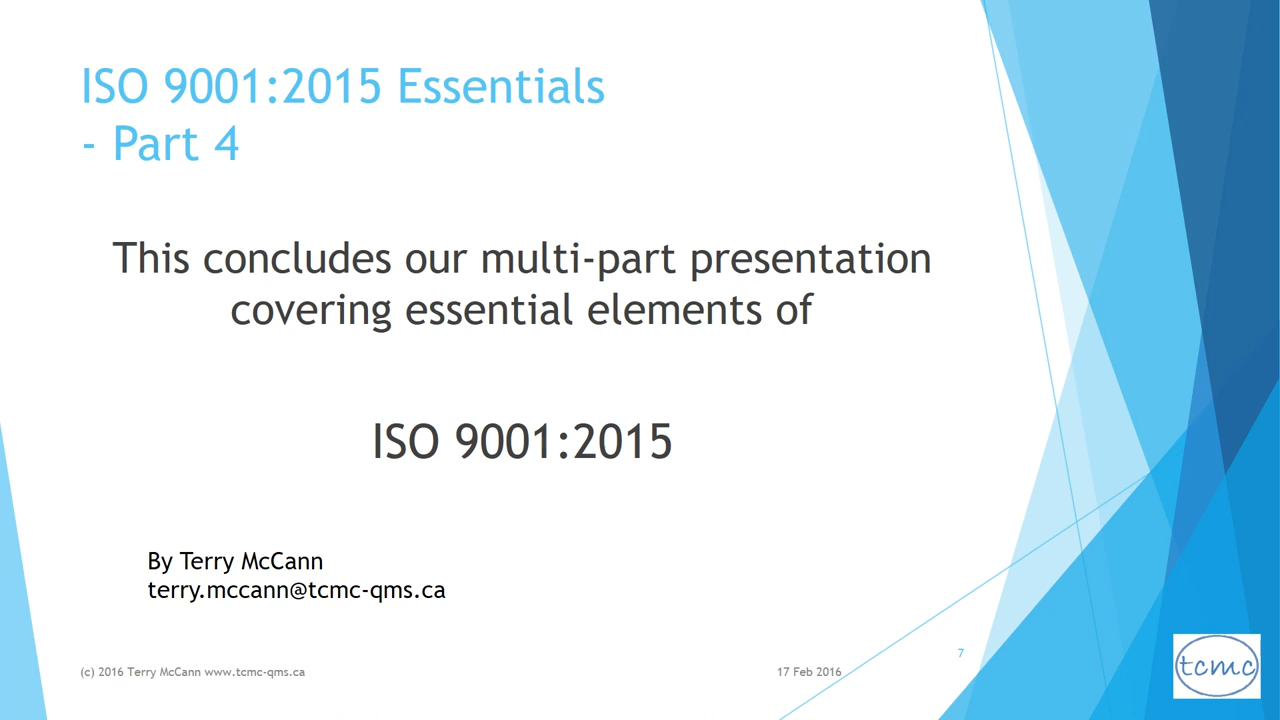 ISO 9001:2015 Essentials
- Part 4
This concludes our multi-part presentation
covering essential elements of
ISO 9001:2015
By Terry McCann
terry.mccann@tcmc-qms.ca
7
(c) 2016 Terry McCann www.tcmc-qms.ca
17 Feb 2016
tcmc